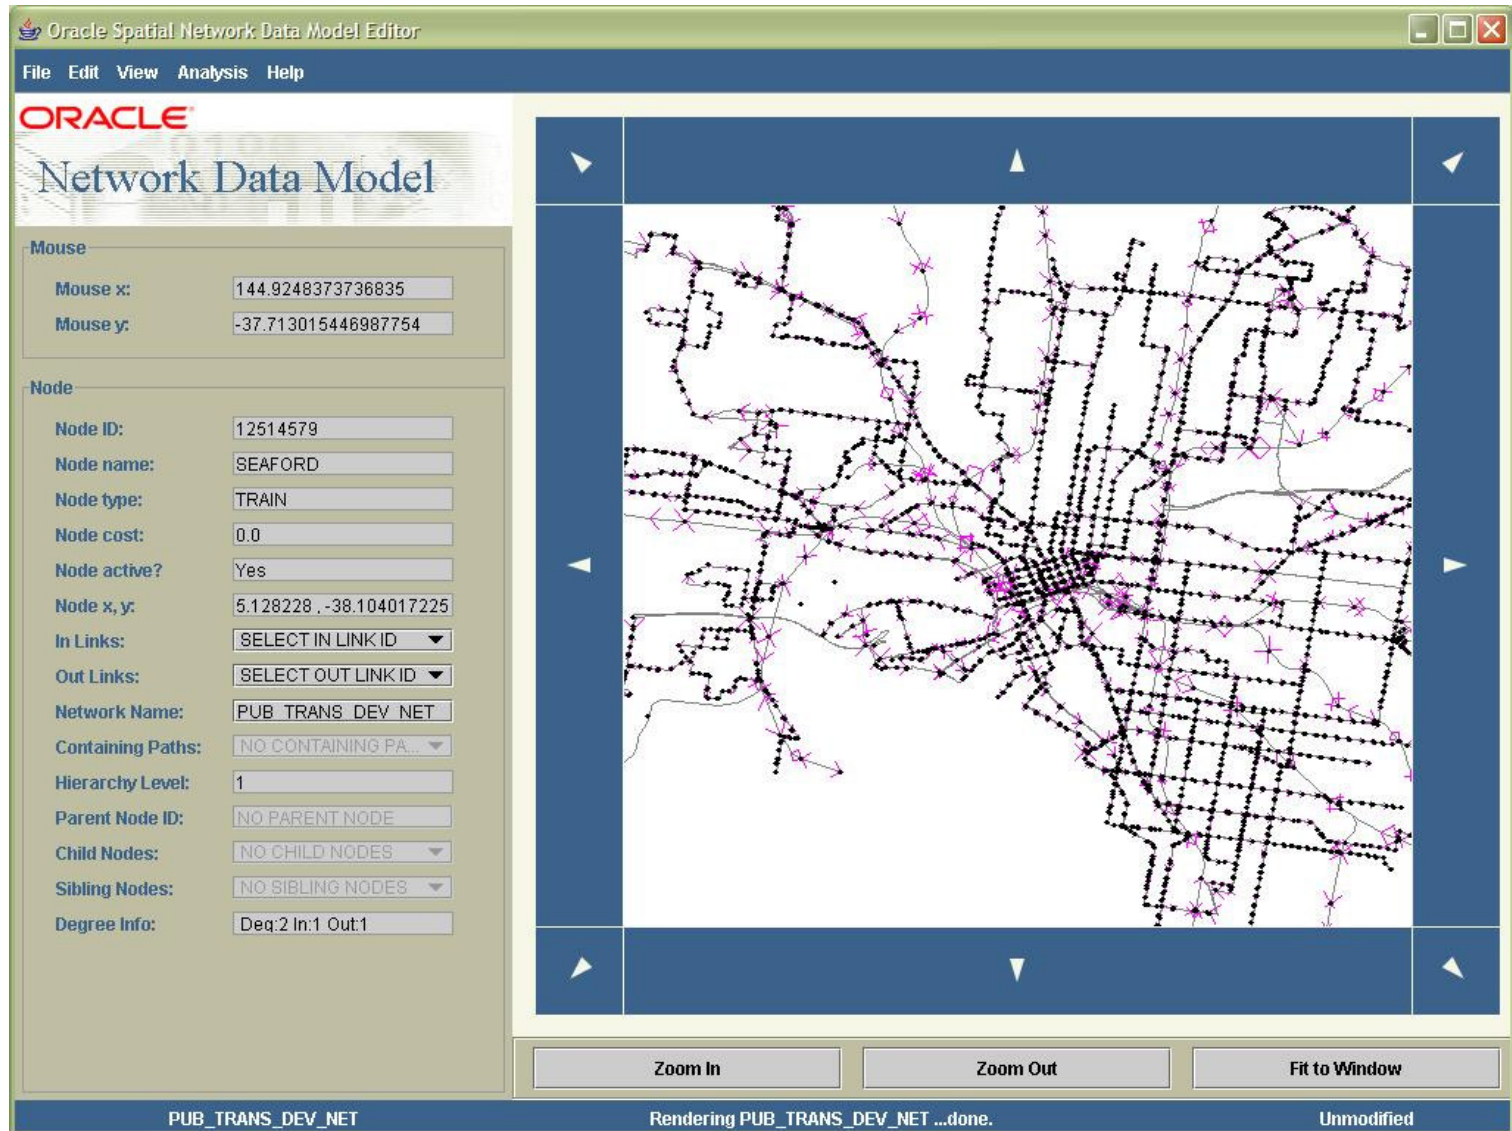 Oracle Spatial Network Data Model Editor
File Edit View Analysis Help
ORACLE
Network Data Model
Mouse
Mouse x: 144.9248373736835
Mouse y: -37.713015446987754
Node
Node ID: 12514579
Node name: SEAFORD
Node type: TRAIN
Node cost: 0.0
Node active? Yes
Node x, y: 5.128228 , -38.104017225
In Links: SELECT IN LINK ID
Out Links: SELECT OUT LINK ID
Network Name: PUB_TRANS_DEV_NET
Containing Paths: NO CONTAINING PA...
Hierarchy Level: 1
Parent Node ID: NO PARENT NODE
Child Nodes: NO CHILD NODES
Sibling Nodes: NO SIBLING NODES
Degree Info: Deg:2 In:1 Out:1
Zoom In Zoom Out Fit to Window
PUB_TRANS_DEV_NET Rendering PUB_TRANS_DEV_NET ...done. Unmodified